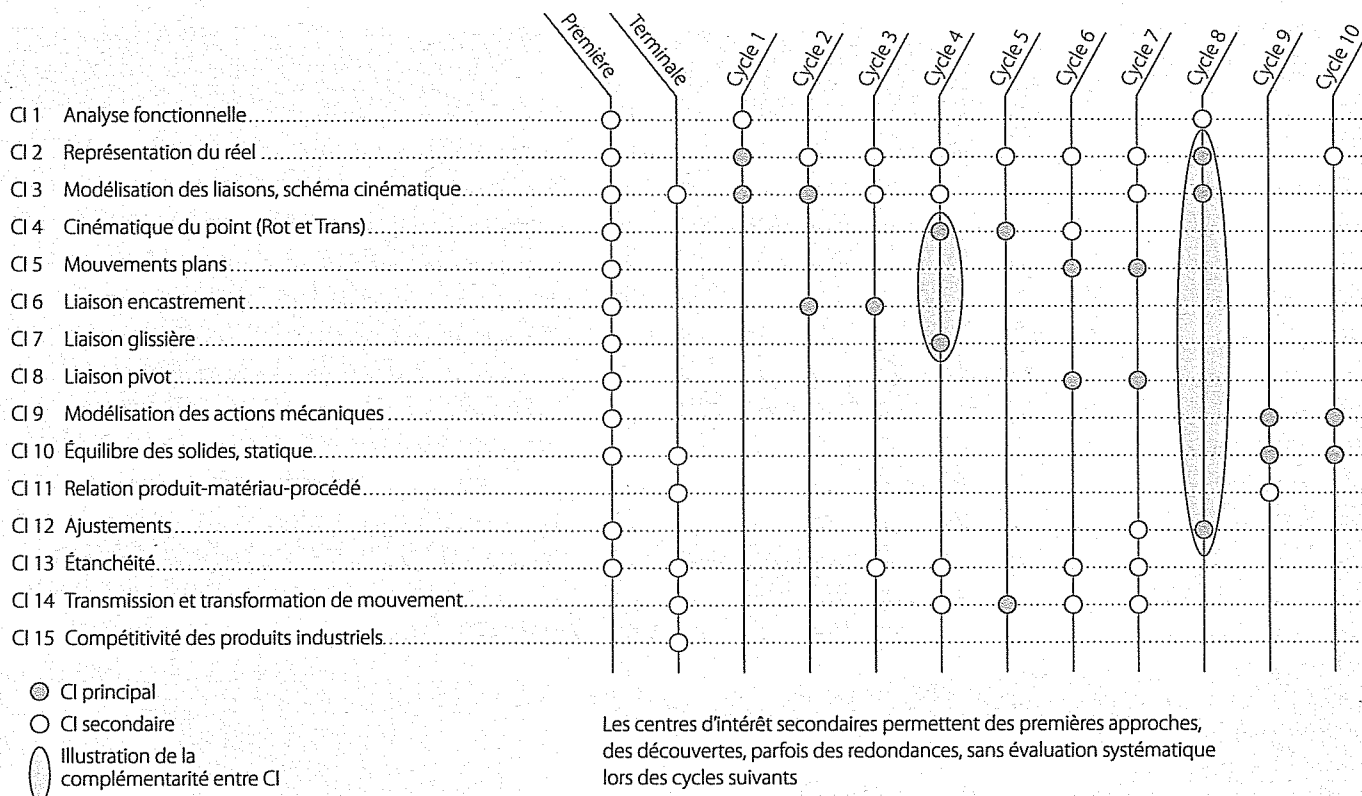 Première Terminale Cycle 1 Cycle 2 Cycle 3 Cycle 4 Cycle 5 Cycle 6 Cycle 7 Cycle 8 Cycle 9 Cycle 10
CI 1 Analyse fonctionnelle
CI 2 Représentation du réel
CI 3 Modélisation des liaisons, schéma cinématique
CI 4 Cinématique du point (Rot et Trans)
CI 5 Mouvements plans
CI 6 Liaison encastrement
CI 7 Liaison glissière
CI 8 Liaison pivot
CI 9 Modélisation des actions mécaniques
CI 10 Équilibre des solides, statique
CI 11 Relation produit-matériau-procédé
CI 12 Ajustements
CI 13 Étanchéité
CI 14 Transmission et transformation de mouvement
CI 15 Compétitivité des produits industriels
CI principal
CI secondaire
Illustration de la
complémentarité entre CI
Les centres d'intérêt secondaires permettent des premières approches,
des découvertes, parfois des redondances, sans évaluation systématique
lors des cycles suivants